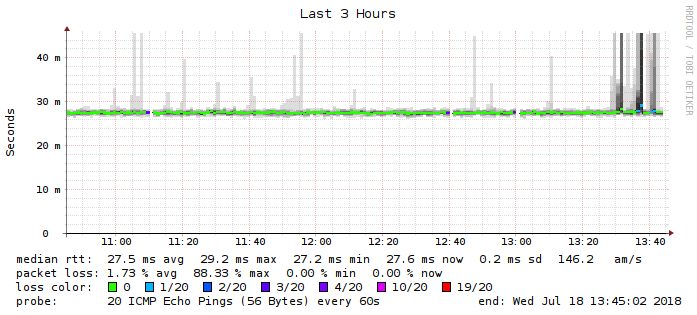 Last 3 Hours
RRDTOOL / TOBI OETIKER
Seconds
40 m
30 m
20 m
10 m
0
11:00 11:20 11:40 12:00 12:20 12:40 13:00 13:20 13:40
median rtt: 27.5 ms avg 29.2 ms max 27.2 ms min 27.6 ms now 0.2 ms sd 146.2 am/s
packet loss: 1.73 % avg 88.33 % max 0.00 % min 0.00 % now
loss color: 0 1/20 2/20 3/20 4/20 10/20 19/20
probe: 20 ICMP Echo Pings (56 Bytes) every 60s end: Wed Jul 18 13:45:02 2018